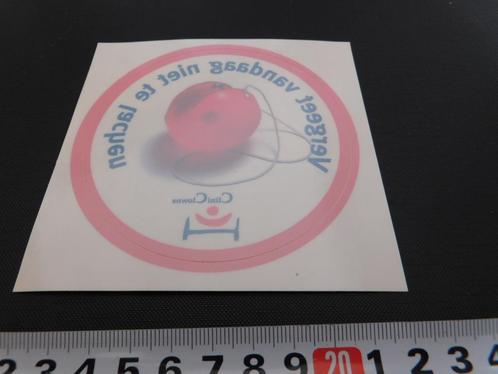 Vergeet vandaag niet te lachen
CliniClowns
2 3 4 5 6 7 8 9 20 1 2 3 4